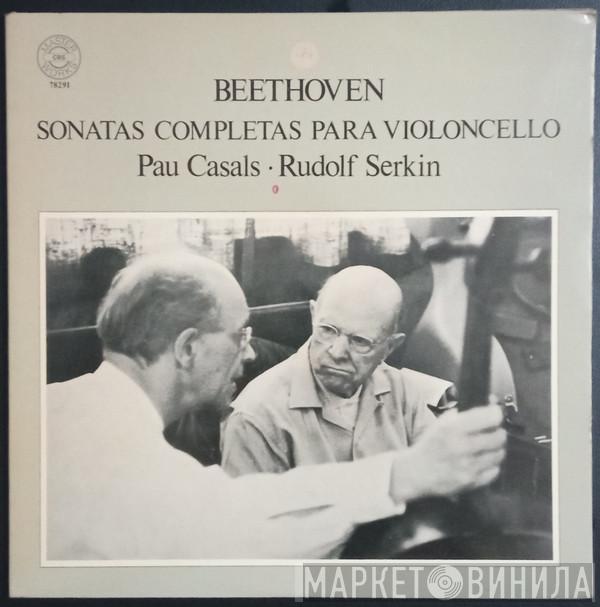 MASTER WORKS
CBS
78291
BEETHOVEN
SONATAS COMPLETAS PARA VIOLONCELLO
Pau Casals · Rudolf Serkin
МАРКЕТ ВИНИЛА